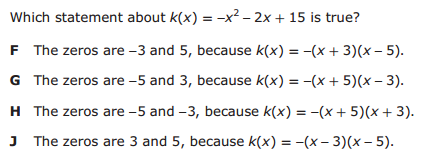 Which statement about k(x) = –x² – 2x + 15 is true?
F The zeros are –3 and 5, because k(x) = –(x + 3)(x – 5).
G The zeros are –5 and 3, because k(x) = –(x + 5)(x – 3).
H The zeros are –5 and –3, because k(x) = –(x + 5)(x + 3).
J The zeros are 3 and 5, because k(x) = –(x – 3)(x – 5).